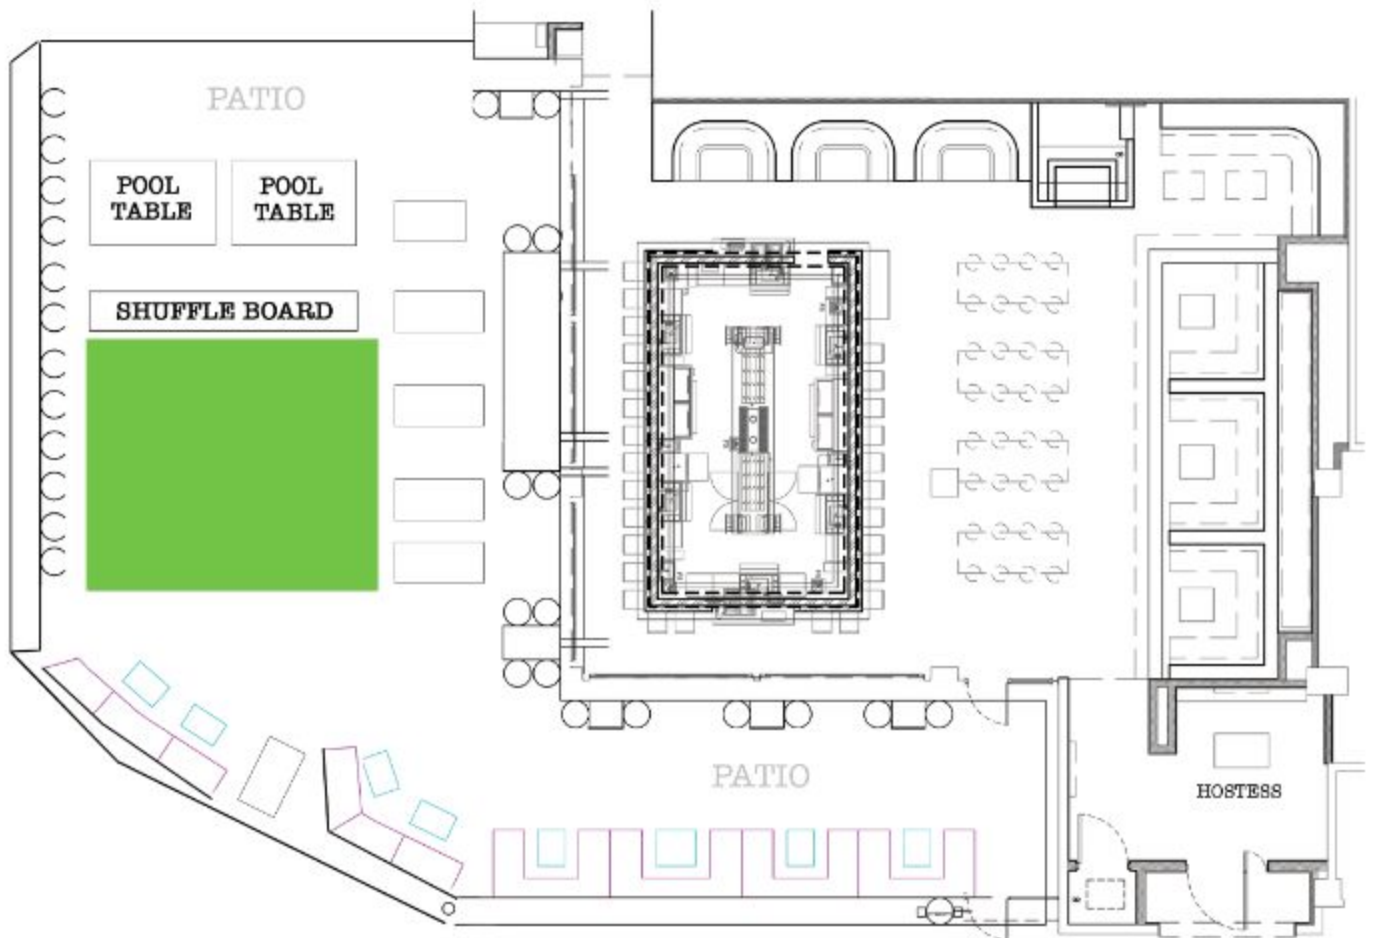 PATIO
POOL
TABLE
POOL
TABLE
SHUFFLE BOARD
PATIO
HOSTESS